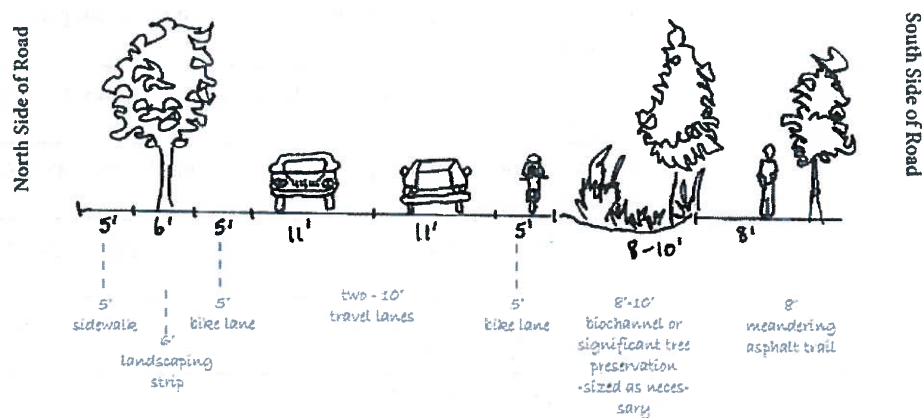 North Side of Road
South Side of Road
5' 6' 5' 11' 11' 5' 8-10' 8'
5'
sidewalk
6'
landscaping
strip
5'
bike lane
two - 10'
travel lanes
5'
bike lane
8'-10'
biochannel or
significant tree
preservation
-sized as neces-
sary
8'
meandering
asphalt trail